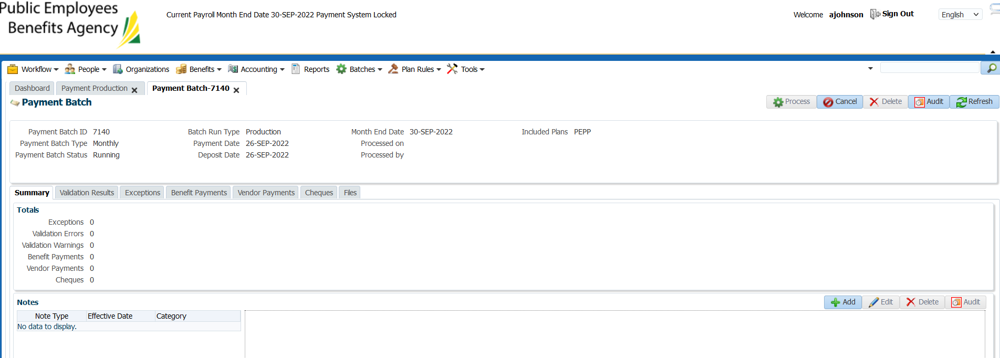 Public Employees
Benefits Agency
Current Payroll Month End Date 30-SEP-2022 Payment System Locked
Welcome ajohnson Sign Out English
Workflow People Organizations Benefits Accounting Reports Batches Plan Rules Tools
Dashboard Payment Production Payment Batch-7140
Payment Batch
Process Cancel Delete Audit Refresh
Payment Batch ID 7140 Batch Run Type Production Month End Date 30-SEP-2022 Included Plans PEPP
Payment Batch Type Monthly Payment Date 26-SEP-2022 Processed on
Payment Batch Status Running Deposit Date 26-SEP-2022 Processed by
Summary Validation Results Exceptions Benefit Payments Vendor Payments Cheques Files
Totals
Exceptions 0
Validation Errors 0
Validation Warnings 0
Benefit Payments 0
Vendor Payments 0
Cheques 0
Notes Add Edit Delete Audit
Note Type Effective Date Category
No data to display.